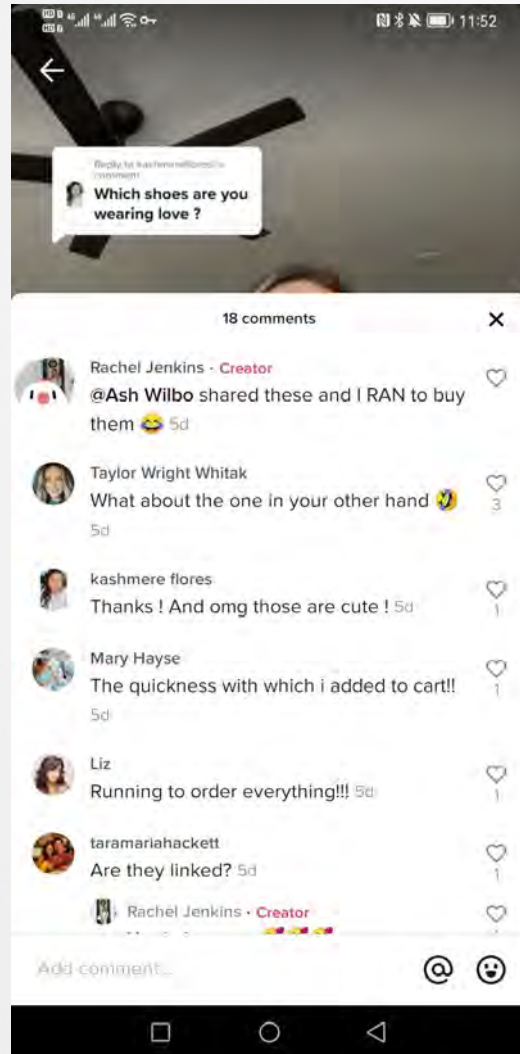 11:52
Reply to
comment
Which shoes are you
wearing love ?
18 comments
Rachel Jenkins · Creator
@Ash Wilbo shared these and I RAN to buy
them 😂 5d
Taylor Wright Whitak
What about the one in your other hand 🤣
3
5d
kashmere flores
Thanks ! And omg those are cute ! 5d
1
Mary Hayse
The quickness with which i added to cart!!
1
5d
Liz
Running to order everything!!! 5d
1
taramariahackett
Are they linked? 5d
1
Rachel Jenkins · Creator
Add comment...